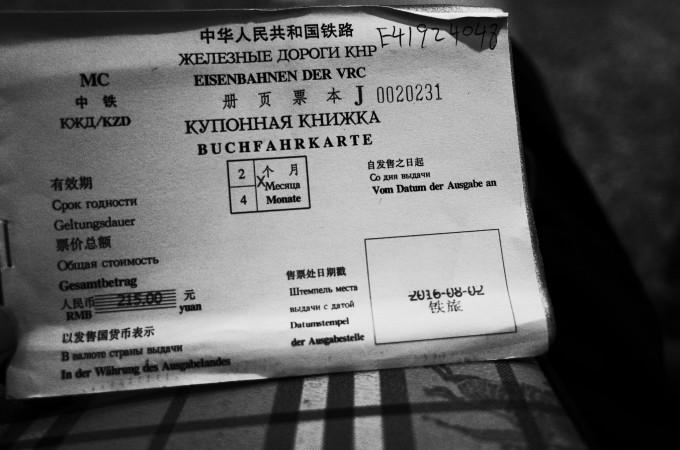 中华人民共和国铁路
E41924048
ЖЕЛЕЗНЫЕ ДОРОГИ КНР
EISENBAHNEN DER VRC
册 页 票 本 J 0020231
КУПОННАЯ КНИЖКА
BUCHFAHRKARTE
MC
中 铁
КЖД/KZD
2 个 月
X Месяца
4 Monate
自发售之日起
Со дня выдачи
Vom Datum der Ausgabe an
有效期
Срок годности
Geltungsdauer
票价总额
Общая стоимость
Gesamtbetrag
人民币 215.00 元
RMB yuan
以发售国货币表示
В валюте страны выдачи
In der Währung des Ausgabelandes
售票处日期戳
Штемпель места
выдачи с датой
Datumstempel
der Ausgabestelle
2016-08-02
铁旅